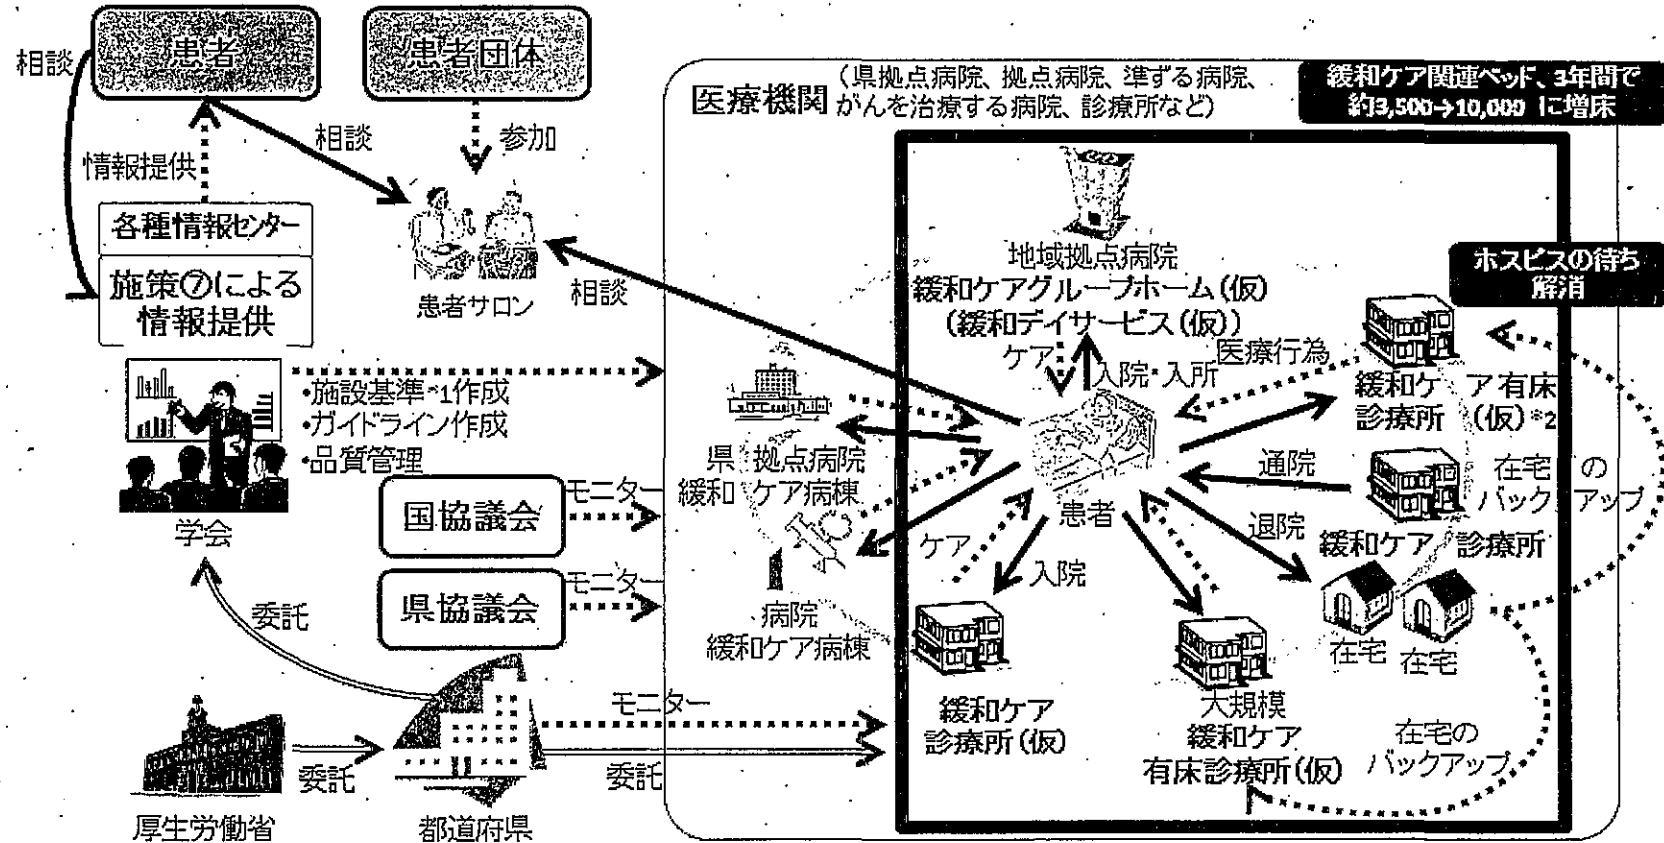 患者
患者団体
相談
医療機関
(県拠点病院、拠点病院、準ずる病院、
がんを治療する病院、診療所など)
緩和ケア関連ベッド、3年間で
約3,500→10,000 に増床
相談
参加
情報提供
各種情報センター
施策⑦による
情報提供
患者サロン
相談
地域拠点病院
緩和ケアグループホーム(仮)
(緩和デイサービス(仮))
ホスピスの待ち
解消
ケア
入院・入所
医療行為
緩和ケア有床
診療所(仮)*2
・施設基準*1作成
・ガイドライン作成
・品質管理
学会
県拠点病院
緩和ケア病棟
患者
通院
在宅の
バックアップ
緩和ケア診療所
国協議会
モニター
県協議会
モニター
退院
ケア
入院
病院
緩和ケア病棟
在宅
在宅
委託
緩和ケア
診療所(仮)
大規模
緩和ケア
有床診療所(仮)
在宅の
バックアップ
モニター
委託
委託
厚生労働省
都道府県